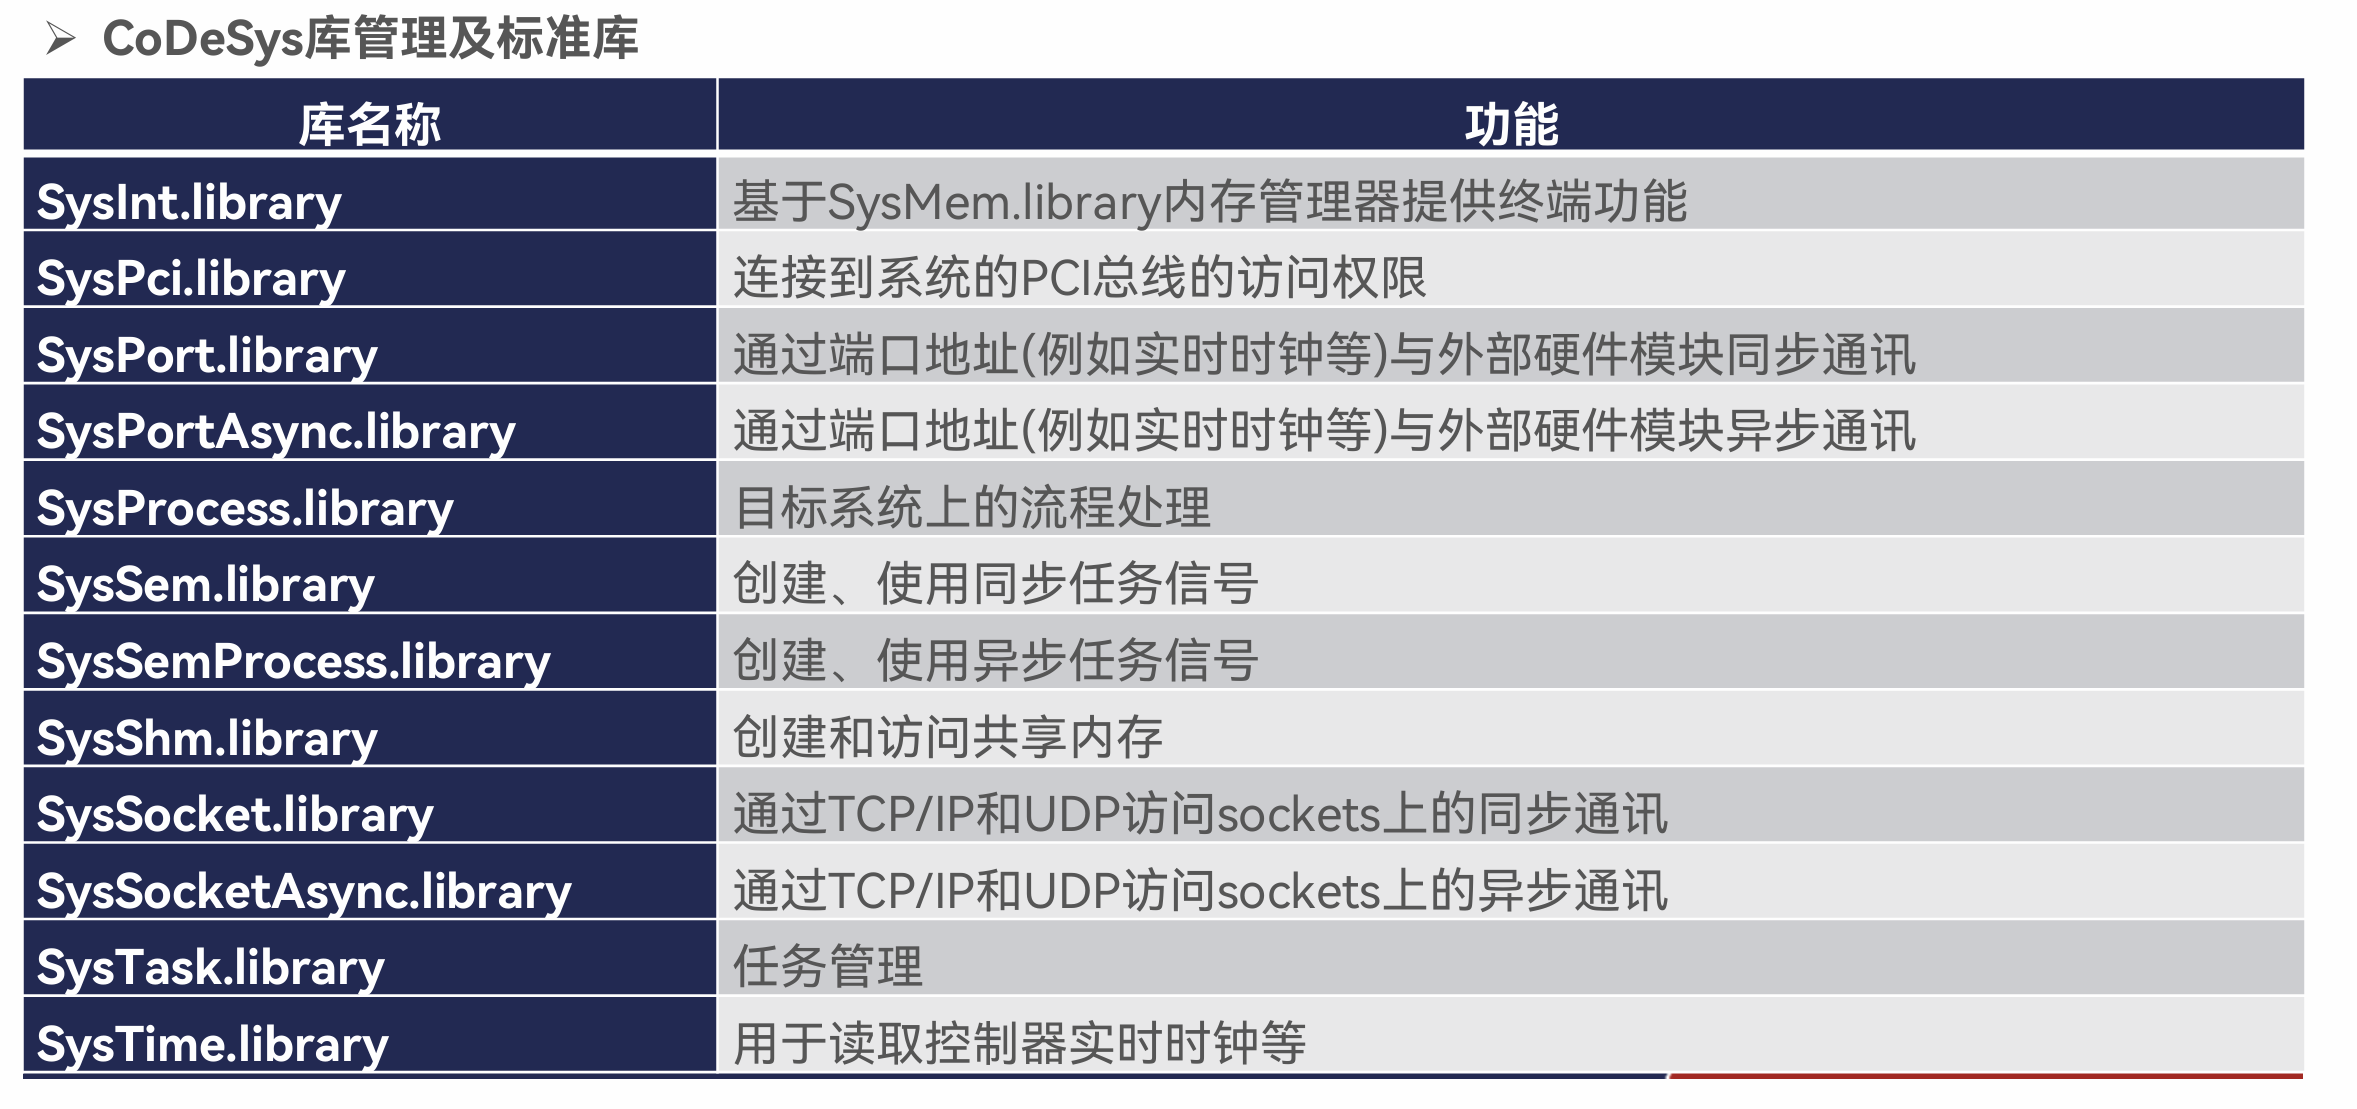 CoDeSys库管理及标准库
库名称 功能
SysInt.library 基于SysMem.library内存管理器提供终端功能
SysPci.library 连接到系统的PCI总线的访问权限
SysPort.library 通过端口地址(例如实时时钟等)与外部硬件模块同步通讯
SysPortAsync.library 通过端口地址(例如实时时钟等)与外部硬件模块异步通讯
SysProcess.library 目标系统上的流程处理
SysSem.library 创建、使用同步任务信号
SysSemProcess.library 创建、使用异步任务信号
SysShm.library 创建和访问共享内存
SysSocket.library 通过TCP/IP和UDP访问sockets上的同步通讯
SysSocketAsync.library 通过TCP/IP和UDP访问sockets上的异步通讯
SysTask.library 任务管理
SysTime.library 用于读取控制器实时时钟等